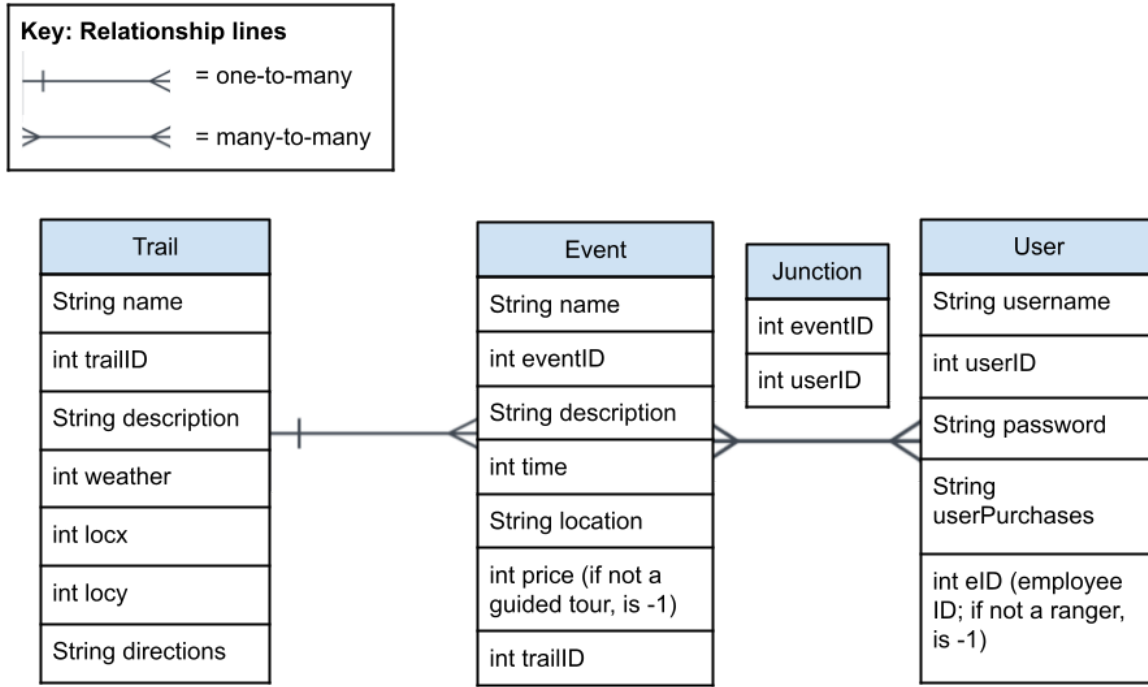 Key: Relationship lines
= one-to-many
= many-to-many
Trail
String name
int trailID
String description
int weather
int locx
int locy
String directions
Event
String name
int eventID
String description
int time
String location
int price (if not a
guided tour, is -1)
int trailID
Junction
int eventID
int userID
User
String username
int userID
String password
String
userPurchases
int eID (employee
ID; if not a ranger,
is -1)